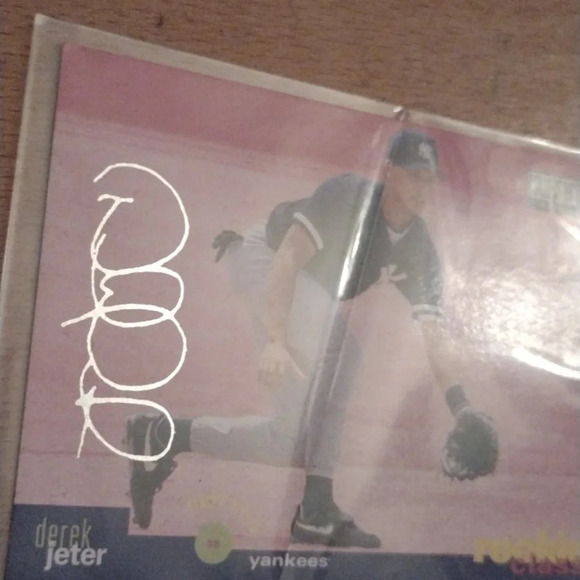 derek
jeter
yankees
rookie
class